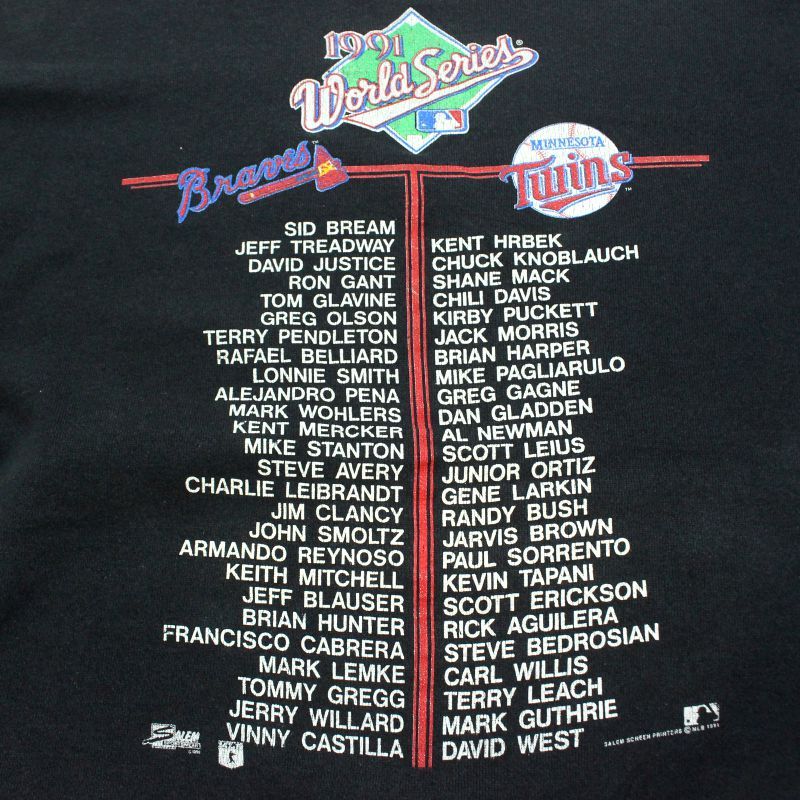 1991
World Series®
Braves™
MINNESOTA
Twins™
SID BREAM
JEFF TREADWAY
DAVID JUSTICE
RON GANT
TOM GLAVINE
GREG OLSON
TERRY PENDLETON
RAFAEL BELLIARD
LONNIE SMITH
ALEJANDRO PENA
MARK WOHLERS
KENT MERCKER
MIKE STANTON
STEVE AVERY
CHARLIE LEIBRANDT
JIM CLANCY
JOHN SMOLTZ
ARMANDO REYNOSO
KEITH MITCHELL
JEFF BLAUSER
BRIAN HUNTER
FRANCISCO CABRERA
MARK LEMKE
TOMMY GREGG
JERRY WILLARD
VINNY CASTILLA
KENT HRBEK
CHUCK KNOBLAUCH
SHANE MACK
CHILI DAVIS
KIRBY PUCKETT
JACK MORRIS
BRIAN HARPER
MIKE PAGLIARULO
GREG GAGNE
DAN GLADDEN
AL NEWMAN
SCOTT LEIUS
JUNIOR ORTIZ
GENE LARKIN
RANDY BUSH
JARVIS BROWN
PAUL SORRENTO
KEVIN TAPANI
SCOTT ERICKSON
RICK AGUILERA
STEVE BEDROSIAN
CARL WILLIS
TERRY LEACH
MARK GUTHRIE
DAVID WEST
SALEM
SALEM SCREEN PRINTERS © MLB 1991